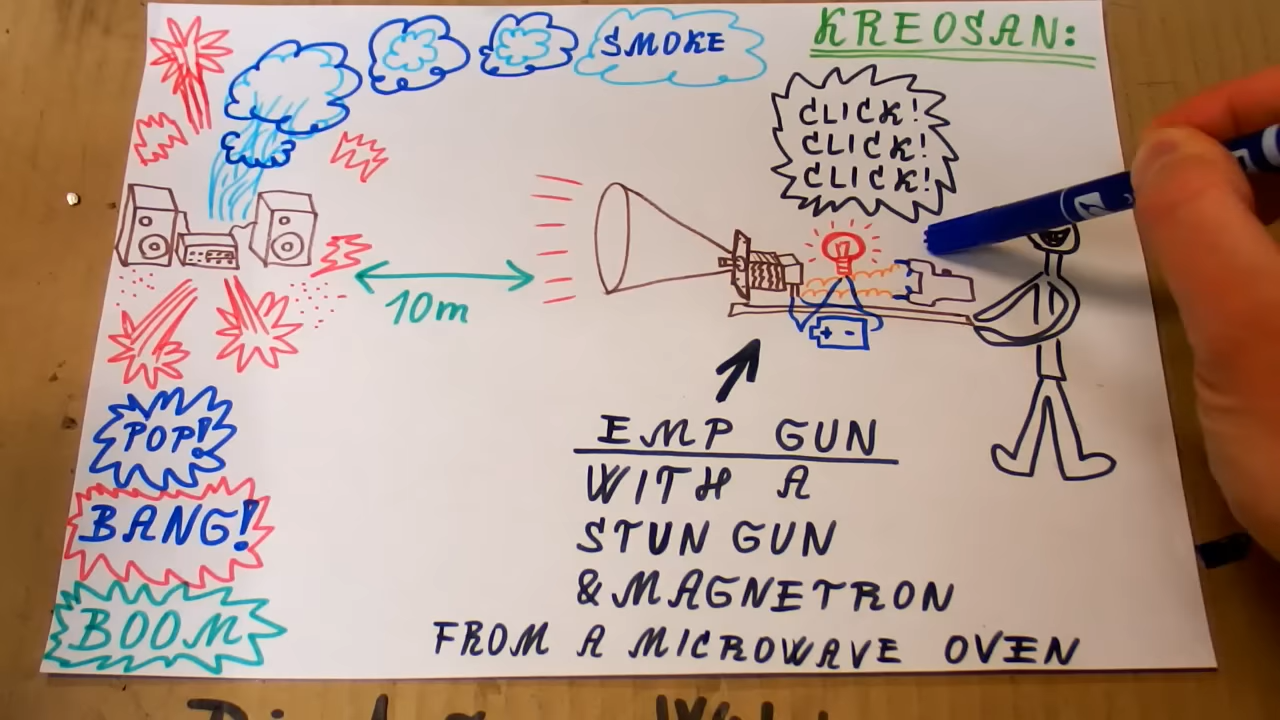 SMOKE
KREOSAN:
CLICK!
CLICK!
CLICK!
10m
+ -
POP!
BANG!
BOOM
EMP GUN
WITH A
STUN GUN
& MAGNETRON
FROM A MICROWAVE OVEN